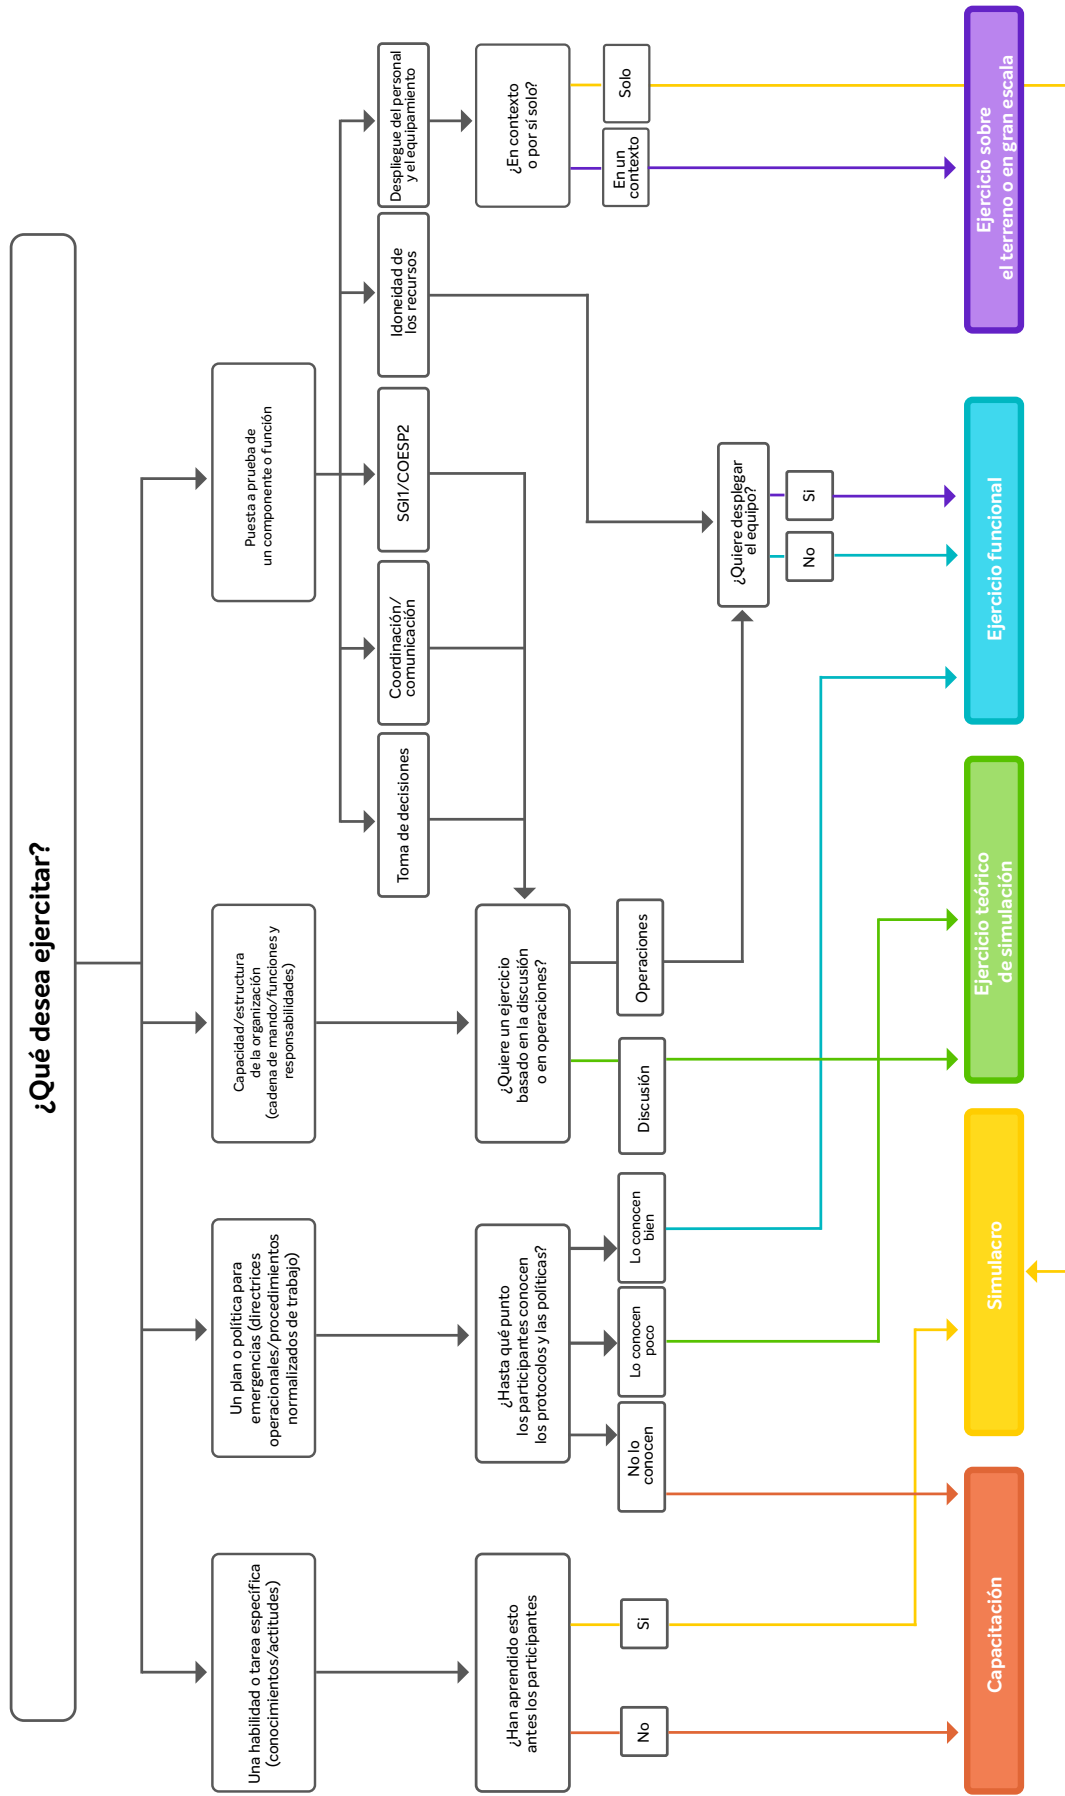 ¿Qué desea ejercitar?
Una habilidad o tarea específica
(conocimientos/actitudes)
Un plan o política para
emergencias (directrices
operacionales/procedimientos
normalizados de trabajo)
Capacidad/estructura
de la organización
(cadena de mando/funciones y
responsabilidades)
Puesta a prueba de
un componente o función
Toma de decisiones
Coordinación/
comunicación
SGI1/COESP2
Idoneidad de
los recursos
Despliegue del personal
y el equipamiento
¿Han aprendido esto
antes los participantes
¿Hasta qué punto
los participantes conocen
los protocolos y las políticas?
¿Quiere un ejercicio
basado en la discusión
o en operaciones?
¿En contexto
o por sí solo?
No
Si
No lo
conocen
Lo conocen
poco
Lo conocen
bien
Discusión
Operaciones
En un
contexto
Solo
¿Quiere desplegar
el equipo?
No
Si
Capacitación
Simulacro
Ejercicio teórico
de simulación
Ejercicio funcional
Ejercicio sobre
el terreno o en gran escala